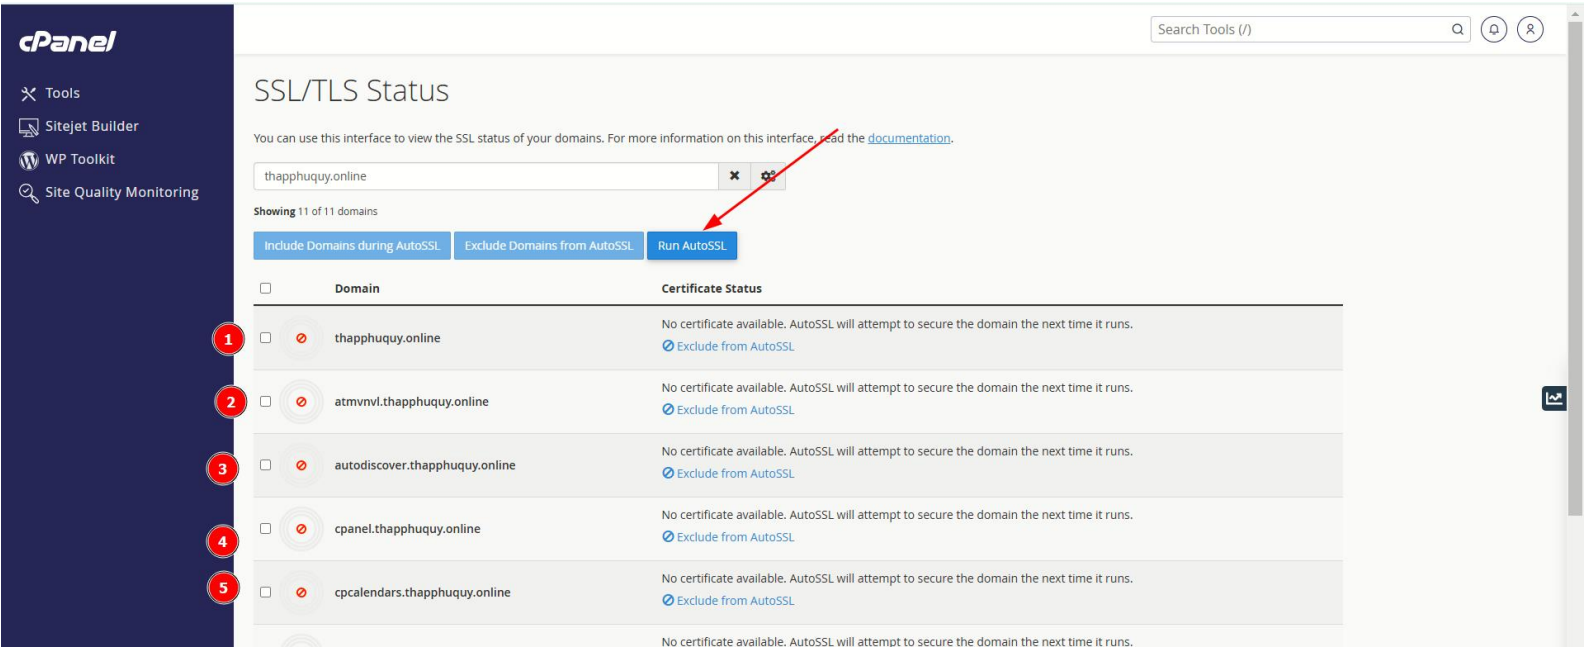 cPanel
Search Tools (/)
Tools
Sitejet Builder
WP Toolkit
Site Quality Monitoring
SSL/TLS Status
You can use this interface to view the SSL status of your domains. For more information on this interface, read the documentation.
thapphuquy.online
Showing 11 of 11 domains
Include Domains during AutoSSL Exclude Domains from AutoSSL Run AutoSSL
Domain Certificate Status
1 thapphuquy.online No certificate available. AutoSSL will attempt to secure the domain the next time it runs.
Exclude from AutoSSL
2 atmvnvl.thapphuquy.online No certificate available. AutoSSL will attempt to secure the domain the next time it runs.
Exclude from AutoSSL
3 autodiscover.thapphuquy.online No certificate available. AutoSSL will attempt to secure the domain the next time it runs.
Exclude from AutoSSL
4 cpanel.thapphuquy.online No certificate available. AutoSSL will attempt to secure the domain the next time it runs.
Exclude from AutoSSL
5 cpcalendars.thapphuquy.online No certificate available. AutoSSL will attempt to secure the domain the next time it runs.
Exclude from AutoSSL
No certificate available. AutoSSL will attempt to secure the domain the next time it runs.